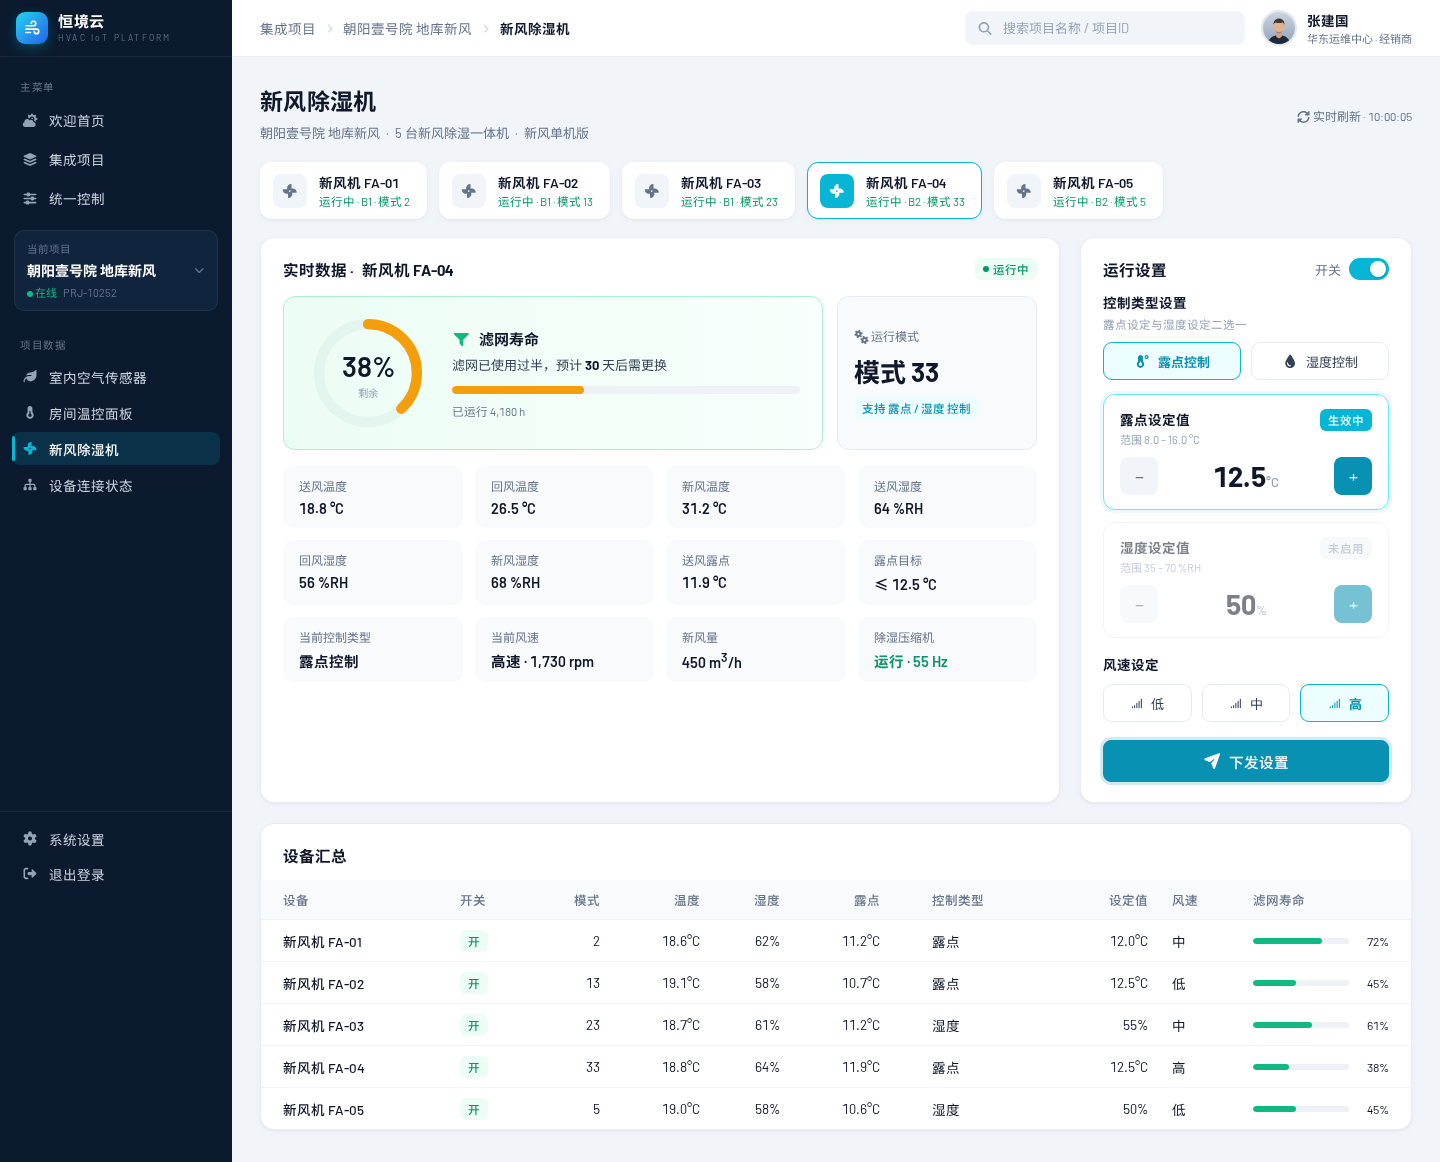 恒境云
HVAC IoT PLATFORM
主菜单
欢迎首页
集成项目
统一控制
当前项目
朝阳壹号院 地库新风
在线 PRJ-10252
项目数据
室内空气传感器
房间温控面板
新风除湿机
设备连接状态
系统设置
退出登录
集成项目 朝阳壹号院 地库新风 新风除湿机
搜索项目名称 / 项目ID
张建国
华东运维中心 · 经销商
新风除湿机
朝阳壹号院 地库新风 · 5 台新风除湿一体机 · 新风单机版
实时刷新 · 10:00:05
新风机 FA-01
运行中 · B1 · 模式 2
新风机 FA-02
运行中 · B1 · 模式 13
新风机 FA-03
运行中 · B1 · 模式 23
新风机 FA-04
运行中 · B2 · 模式 33
新风机 FA-05
运行中 · B2 · 模式 5
实时数据 · 新风机 FA-04
运行中
38%
剩余
滤网寿命
滤网已使用过半，预计 30 天后需更换
已运行 4,180 h
运行模式
模式 33
支持 露点 / 湿度 控制
送风温度
18.8 °C
回风温度
26.5 °C
新风温度
31.2 °C
送风湿度
64 %RH
回风湿度
56 %RH
新风湿度
68 %RH
送风露点
11.9 °C
露点目标
≤ 12.5 °C
当前控制类型
露点控制
当前风速
高速 · 1,730 rpm
新风量
450 m³/h
除湿压缩机
运行 · 55 Hz
运行设置
开关
控制类型设置
露点设定与湿度设定二选一
露点控制
湿度控制
露点设定值
生效中
范围 8.0 - 16.0 °C
− 12.5 °C +
湿度设定值
未启用
范围 35 - 70 %RH
− 50 % +
风速设定
低
中
高
下发设置
设备汇总
设备 开关 模式 温度 湿度 露点 控制类型 设定值 风速 滤网寿命
新风机 FA-01 开 2 18.6°C 62% 11.2°C 露点 12.0°C 中 72%
新风机 FA-02 开 13 19.1°C 58% 10.7°C 露点 12.5°C 低 45%
新风机 FA-03 开 23 18.7°C 61% 11.2°C 湿度 55% 中 61%
新风机 FA-04 开 33 18.8°C 64% 11.9°C 露点 12.5°C 高 38%
新风机 FA-05 开 5 19.0°C 58% 10.6°C 湿度 50% 低 45%